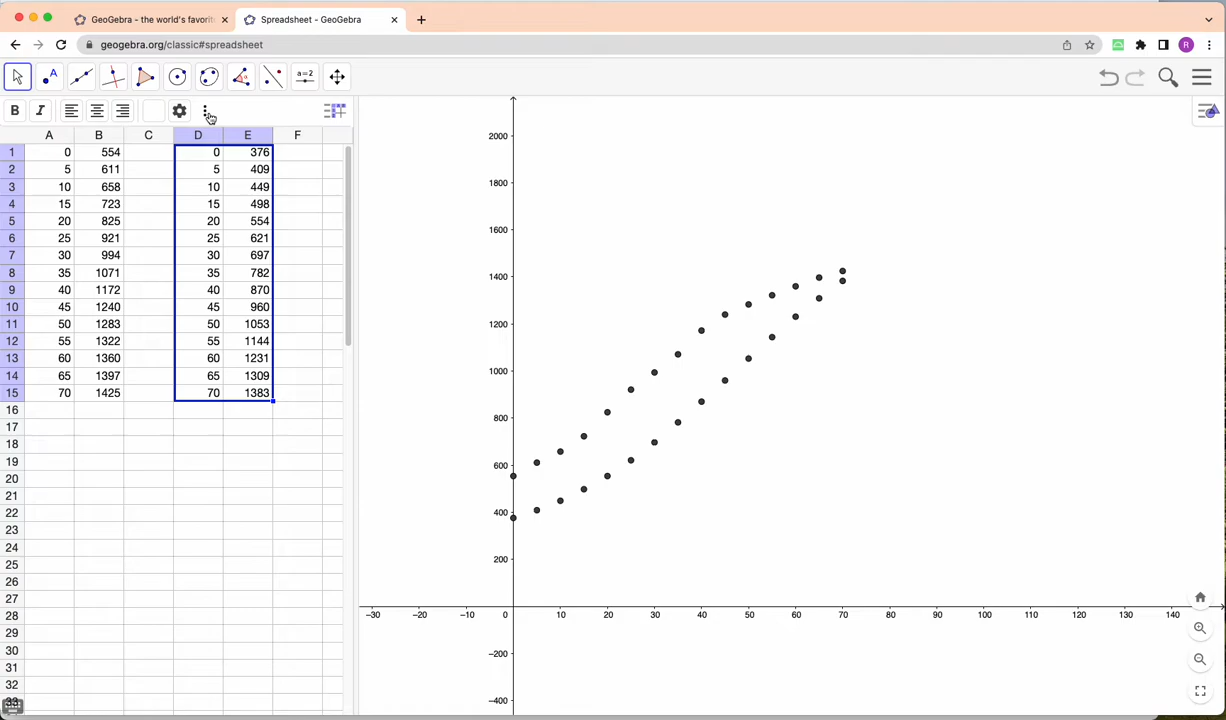 GeoGebra - the world's favorit
Spreadsheet - GeoGebra
geogebra.org/classic#spreadsheet
R
A
a=2
B I
A B C D E F
1 0 554 0 376
2 5 611 5 409
3 10 658 10 449
4 15 723 15 498
5 20 825 20 554
6 25 921 25 621
7 30 994 30 697
8 35 1071 35 782
9 40 1172 40 870
10 45 1240 45 960
11 50 1283 50 1053
12 55 1322 55 1144
13 60 1360 60 1231
14 65 1397 65 1309
15 70 1425 70 1383
16
17
18
19
20
21
22
23
24
25
26
27
28
29
30
31
32
2000
1800
1600
1400
1200
1000
800
600
400
200
–30 –20 –10 0 10 20 30 40 50 60 70 80 90 100 110 120 130 140
–200
–400